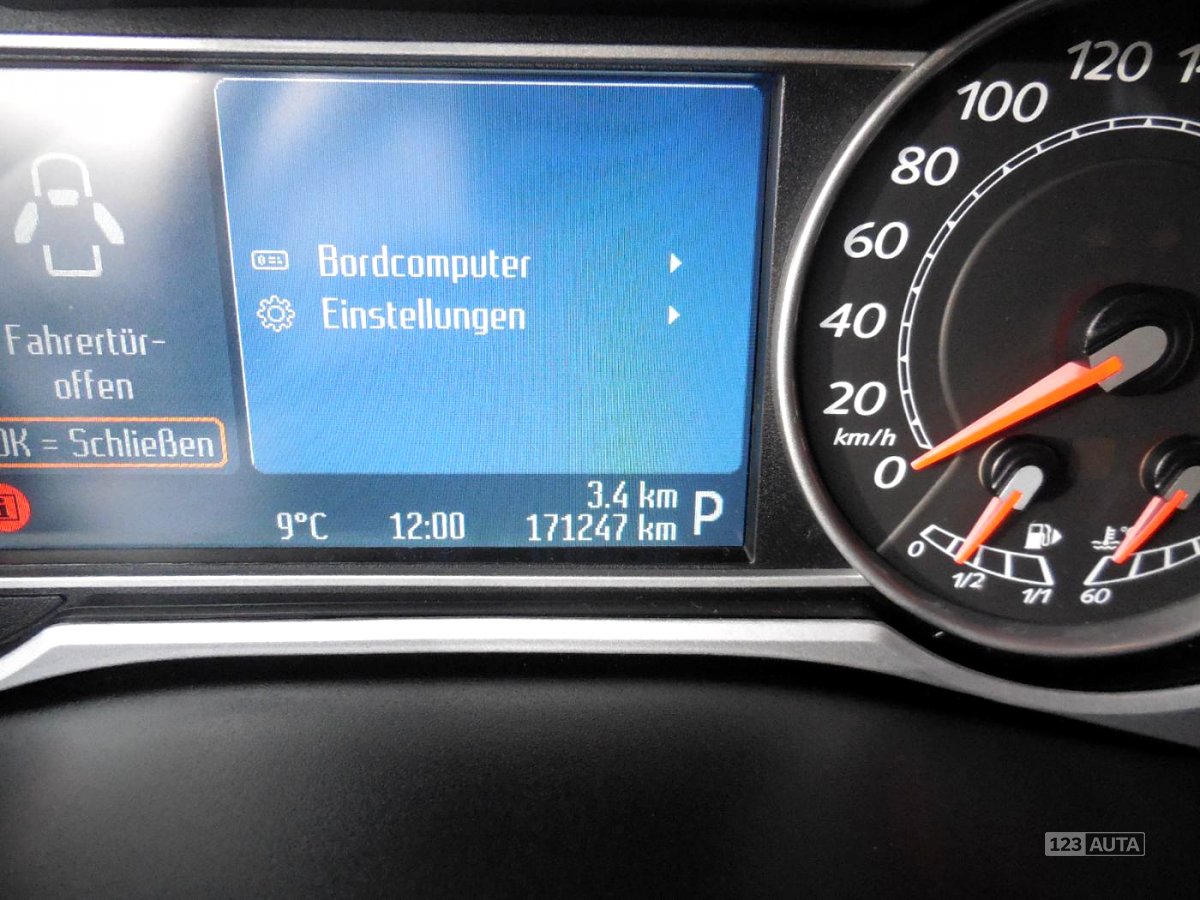 Bordcomputer
Einstellungen
Fahrertür-
offen
OK = Schließen
3.4 km
9°C 12:00 171247 km P
120
100
80
60
40
20
km/h
0
0 1/2 1/1
60
123 AUTA